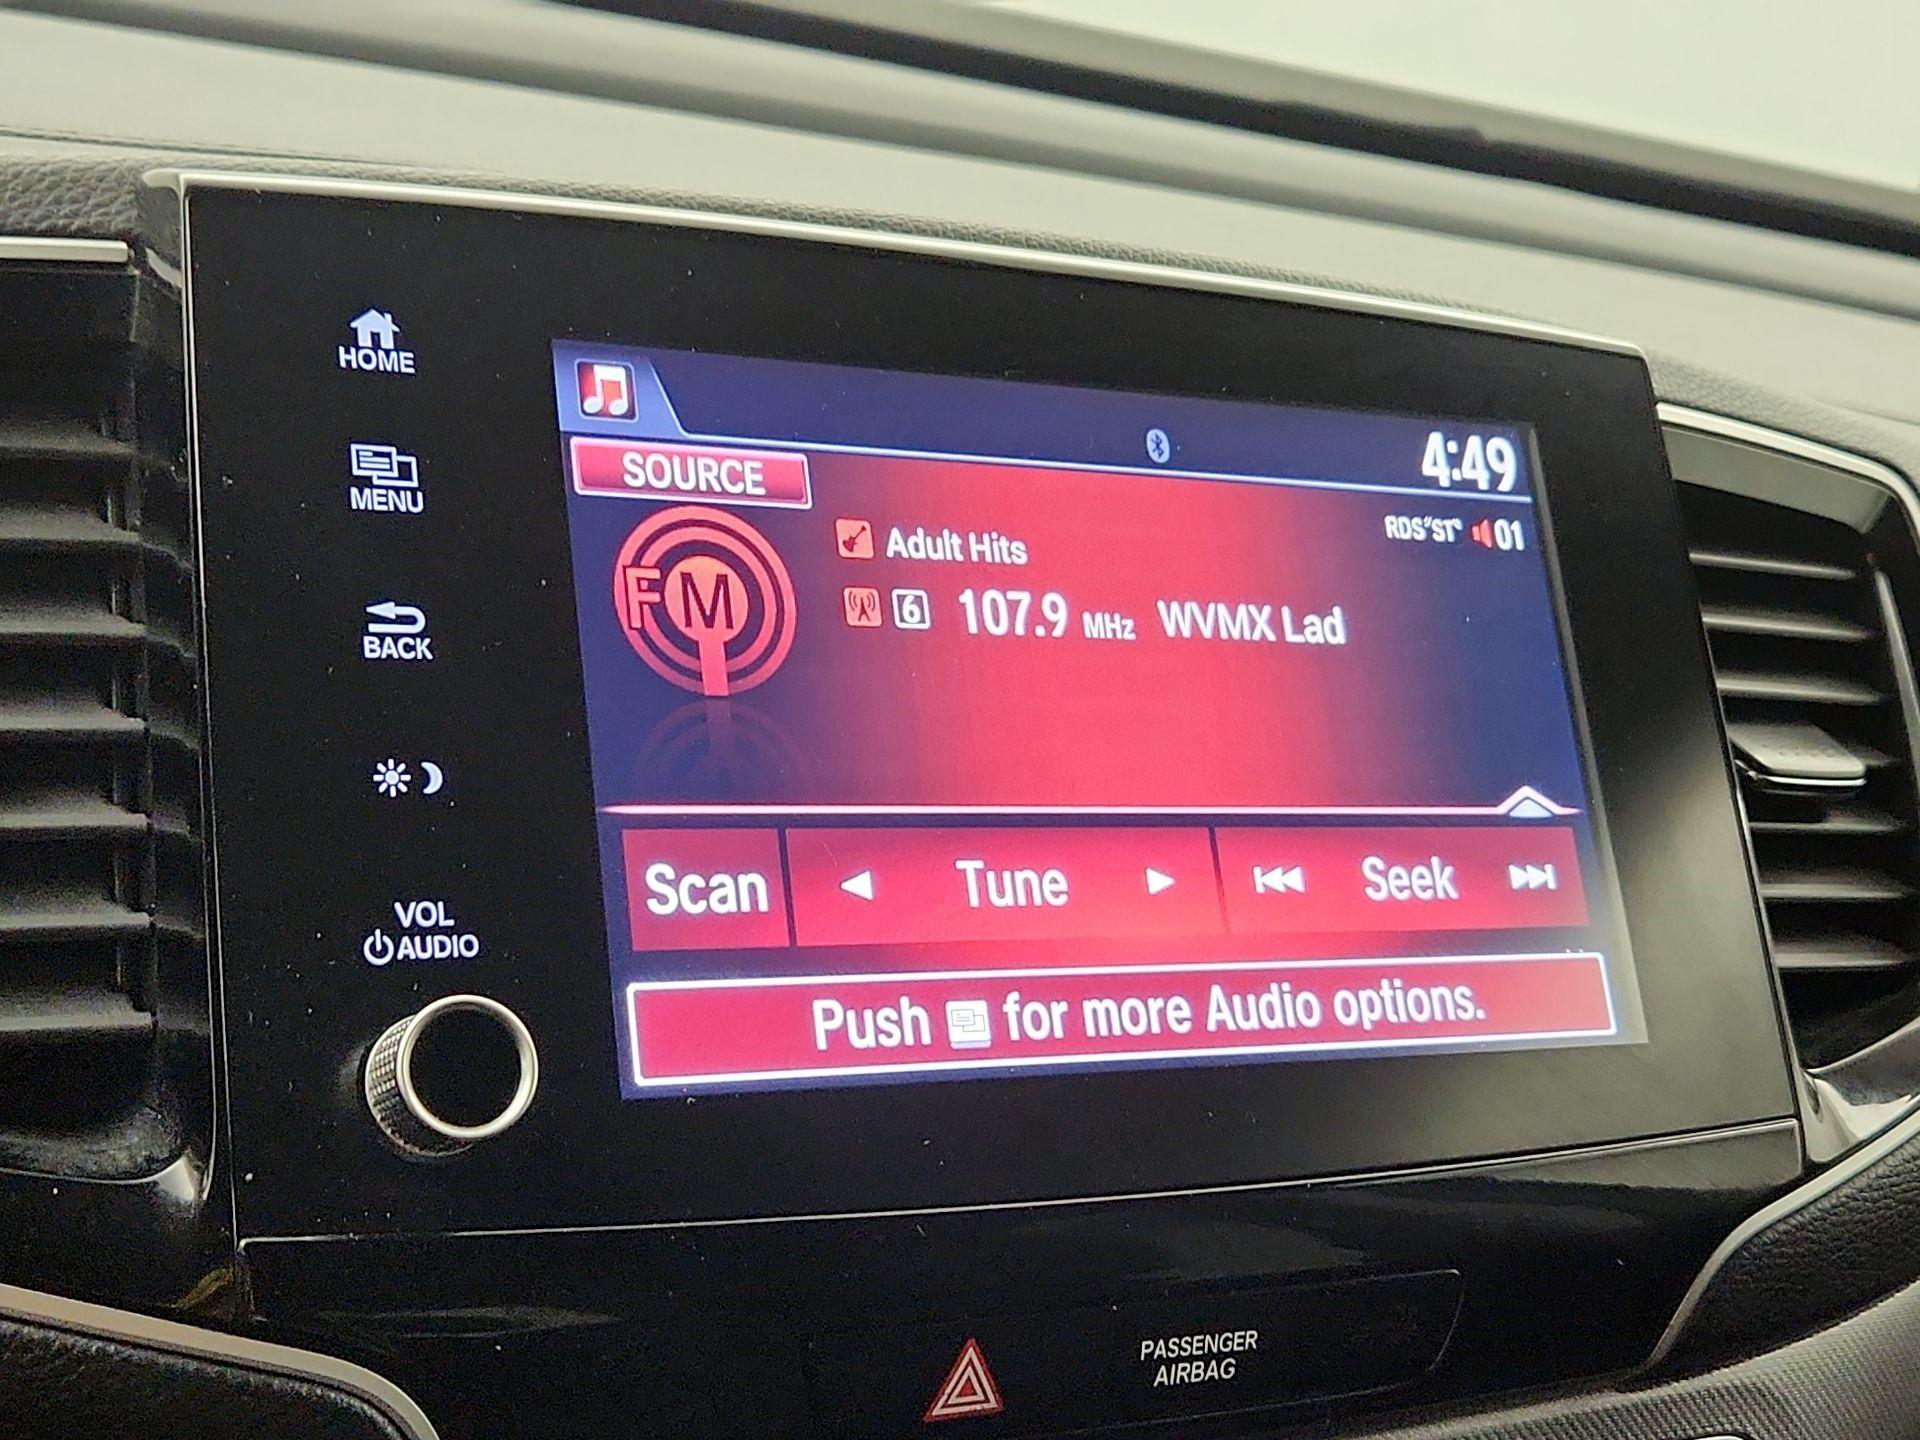 HOME
MENU
BACK
VOL
AUDIO
4:49
SOURCE
RDS ST 01
FM
Adult Hits
6 107.9 MHz WVMX Lad
Scan Tune Seek
Push for more Audio options.
PASSENGER
AIRBAG